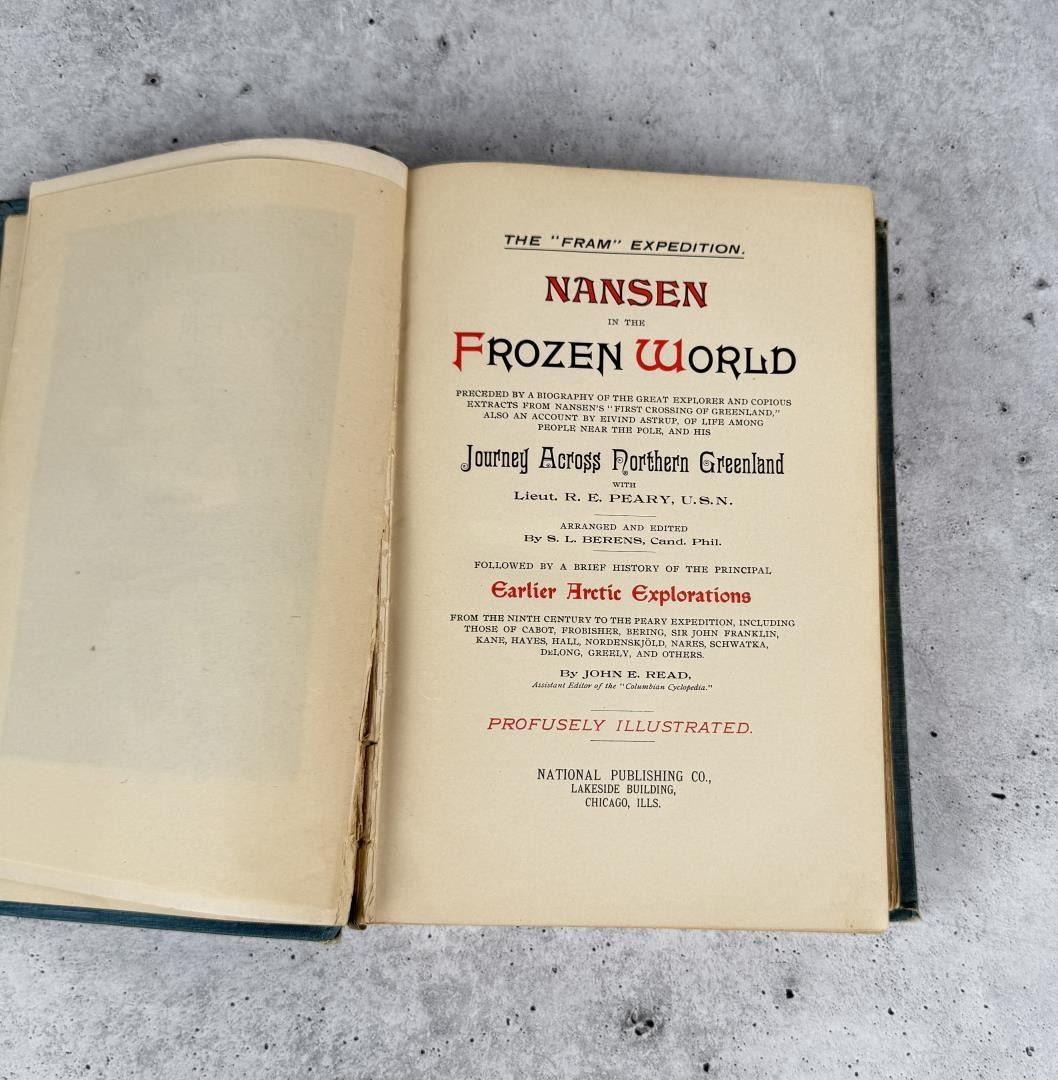 THE "FRAM" EXPEDITION.
NANSEN
IN THE
FROZEN WORLD
PRECEDED BY A BIOGRAPHY OF THE GREAT EXPLORER AND COPIOUS
EXTRACTS FROM NANSEN'S "FIRST CROSSING OF GREENLAND,"
ALSO AN ACCOUNT BY EIVIND ASTRUP, OF LIFE AMONG
PEOPLE NEAR THE POLE, AND HIS
Journey Across Northern Greenland
WITH
Lieut. R. E. PEARY, U.S.N.
ARRANGED AND EDITED
By S. L. BERENS, Cand. Phil.
FOLLOWED BY A BRIEF HISTORY OF THE PRINCIPAL
Earlier Arctic Explorations
FROM THE NINTH CENTURY TO THE PEARY EXPEDITION, INCLUDING
THOSE OF CABOT, FROBISHER, BERING, SIR JOHN FRANKLIN,
KANE, HAYES, HALL, NORDENSKJÖLD, NARES, SCHWATKA,
DELONG, GREELY, AND OTHERS.
By JOHN E. READ,
Assistant Editor of the "Columbian Cyclopedia."
PROFUSELY ILLUSTRATED.
NATIONAL PUBLISHING CO.,
LAKESIDE BUILDING,
CHICAGO, ILLS.